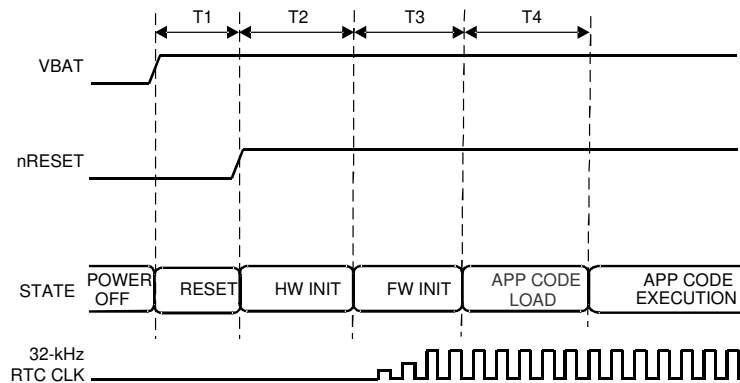 T1 T2 T3 T4
VBAT
nRESET
STATE
POWER
OFF
RESET
HW INIT
FW INIT
APP CODE
LOAD
APP CODE
EXECUTION
32-kHz
RTC CLK